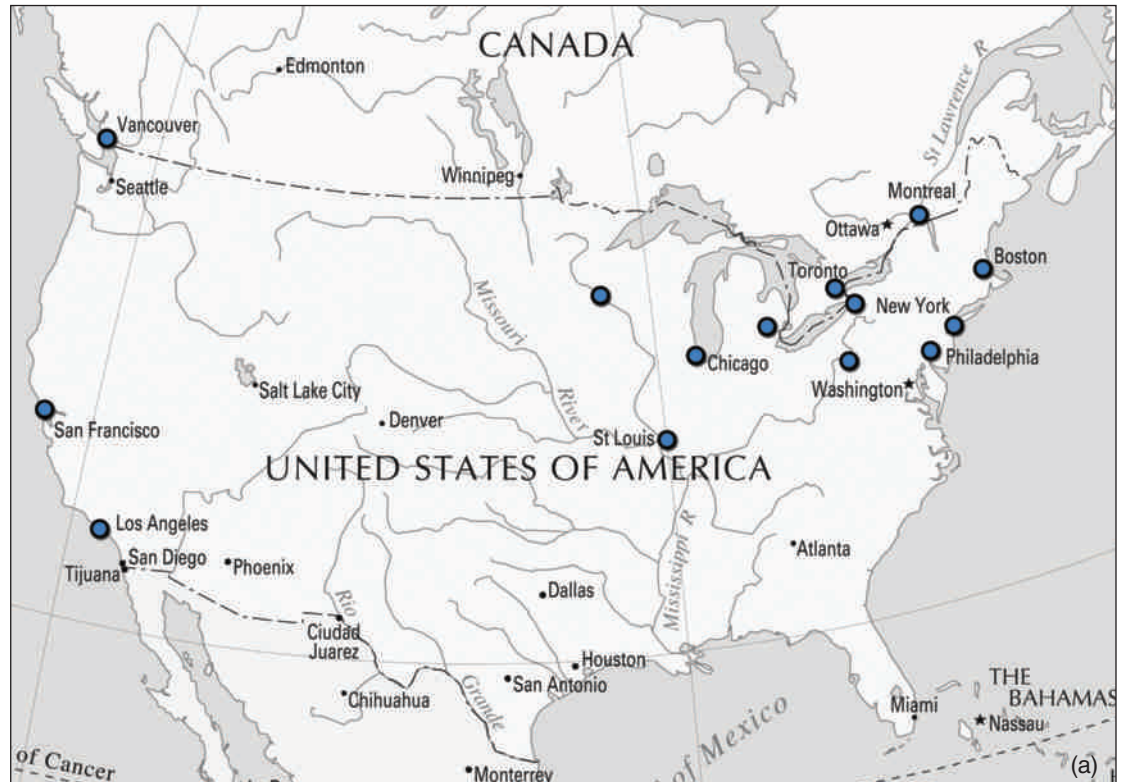 CANADA
Edmonton
St Lawrence R
Vancouver
Winnipeg
Seattle
Montreal
Ottawa
Boston
Toronto
Missouri
New York
Chicago
Philadelphia
Salt Lake City
Washington
River
Denver
San Francisco
St Louis
UNITED STATES OF AMERICA
Los Angeles
Mississippi R
San Diego
Atlanta
Tijuana
Phoenix
Dallas
Rio
Ciudad
Juarez
Houston
San Antonio
THE
BAHAMAS
Chihuahua
Grande
Miami
Nassau
of Mexico
of Cancer
Monterrey
(a)